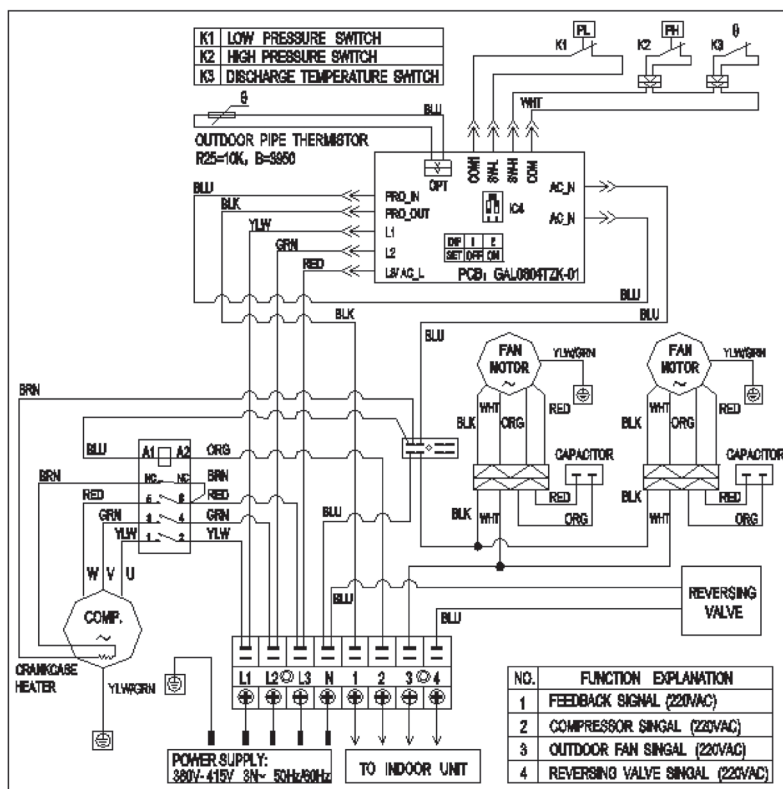 K1 LOW PRESSURE SWITCH
K2 HIGH PRESSURE SWITCH
K3 DISCHARGE TEMPERATURE SWITCH
PL
PH
θ
K1
K2
K3
θ
BLU
WHT
OUTDOOR PIPE THERMISTOR
R25=10K, B=3950
OPT
COM1
SW-L
SW-H
COM
BLU
PRO_IN
AC_N
BLK
PRO_OUT
IC4
YLW
L1
AC_N
GRN
L2
DIP 1 2
SET OFF ON
RED
L3/AC_L
PCB: GAL0804TZK-01
BLU
BLK
BLU
BLU
FAN MOTOR
~
YLW/GRN
FAN MOTOR
~
YLW/GRN
BRN
BLK
WHT
ORG
RED
BLK
WHT
ORG
RED
BLU
A1 A2
ORG
CAPACITOR
CAPACITOR
BRN
NC
NC
BRN
RED
5
6
RED
BLK
RED
BLK
RED
GRN
3
4
GRN
WHT
ORG
WHT
ORG
YLW
1
2
YLW
BLU
W V U
COMP.
~
BLU
BLU
REVERSING VALVE
CRANKCASE HEATER
YLW/GRN
L1 L2 L3 N 1 2 3 4
POWER SUPPLY:
380V-415V 3N~ 50Hz/60Hz
TO INDOOR UNIT
NO. FUNCTION EXPLANATION
1 FEEDBACK SIGNAL (220VAC)
2 COMPRESSOR SINGAL (220VAC)
3 OUTDOOR FAN SINGAL (220VAC)
4 REVERSING VALVE SINGAL (220VAC)